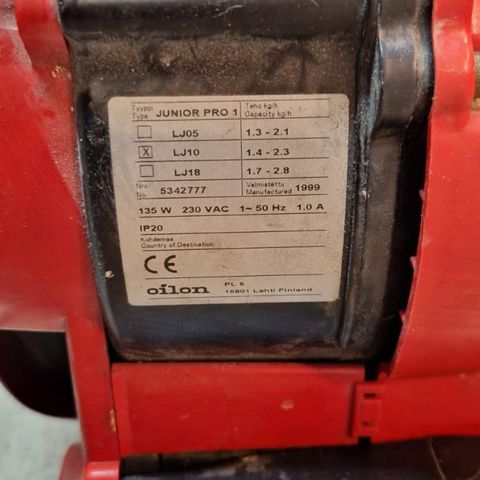 Tyyppi Type JUNIOR PRO 1 Teho kg/h Capacity kg/h
LJ05 1.3 - 2.1
X LJ10 1.4 - 2.3
LJ18 1.7 - 2.8
Nro No. 5342777 Valmistettu Manufactured 1999
135 W 230 VAC 1~ 50 Hz 1.0 A
IP20
Kohdemaa
Country of Destination:
CE
oilon PL 5
15801 Lahti Finland